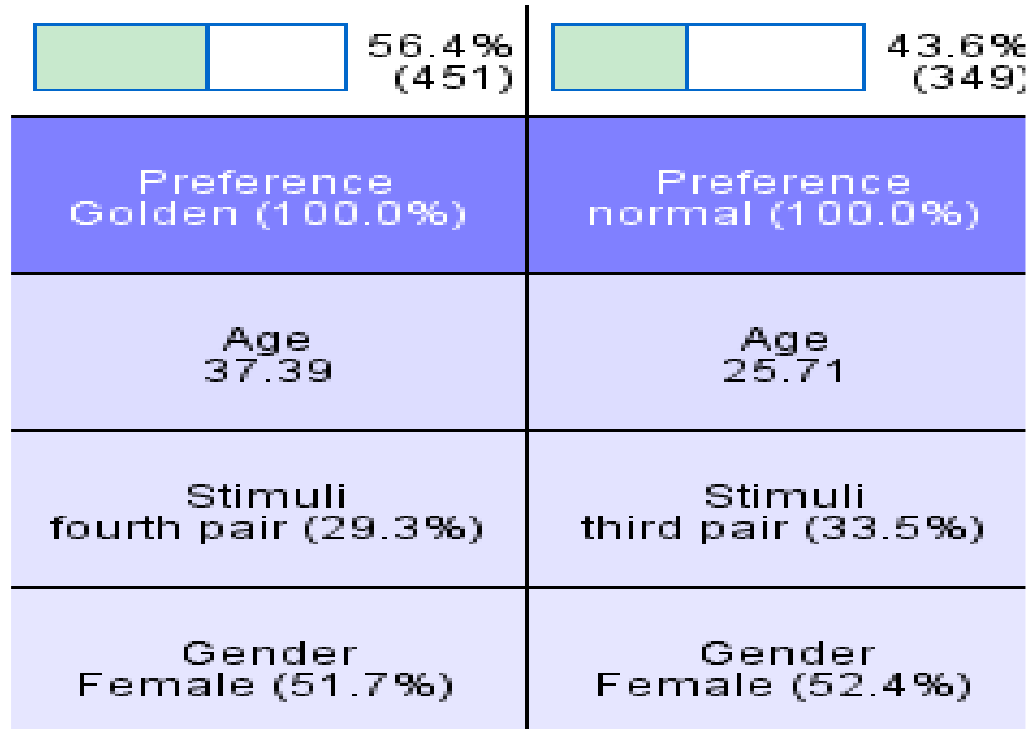 56.4%
(451)
43.6%
(349)
Preference
Golden (100.0%)
Preference
normal (100.0%)
Age
37.39
Age
25.71
Stimuli
fourth pair (29.3%)
Stimuli
third pair (33.5%)
Gender
Female (51.7%)
Gender
Female (52.4%)